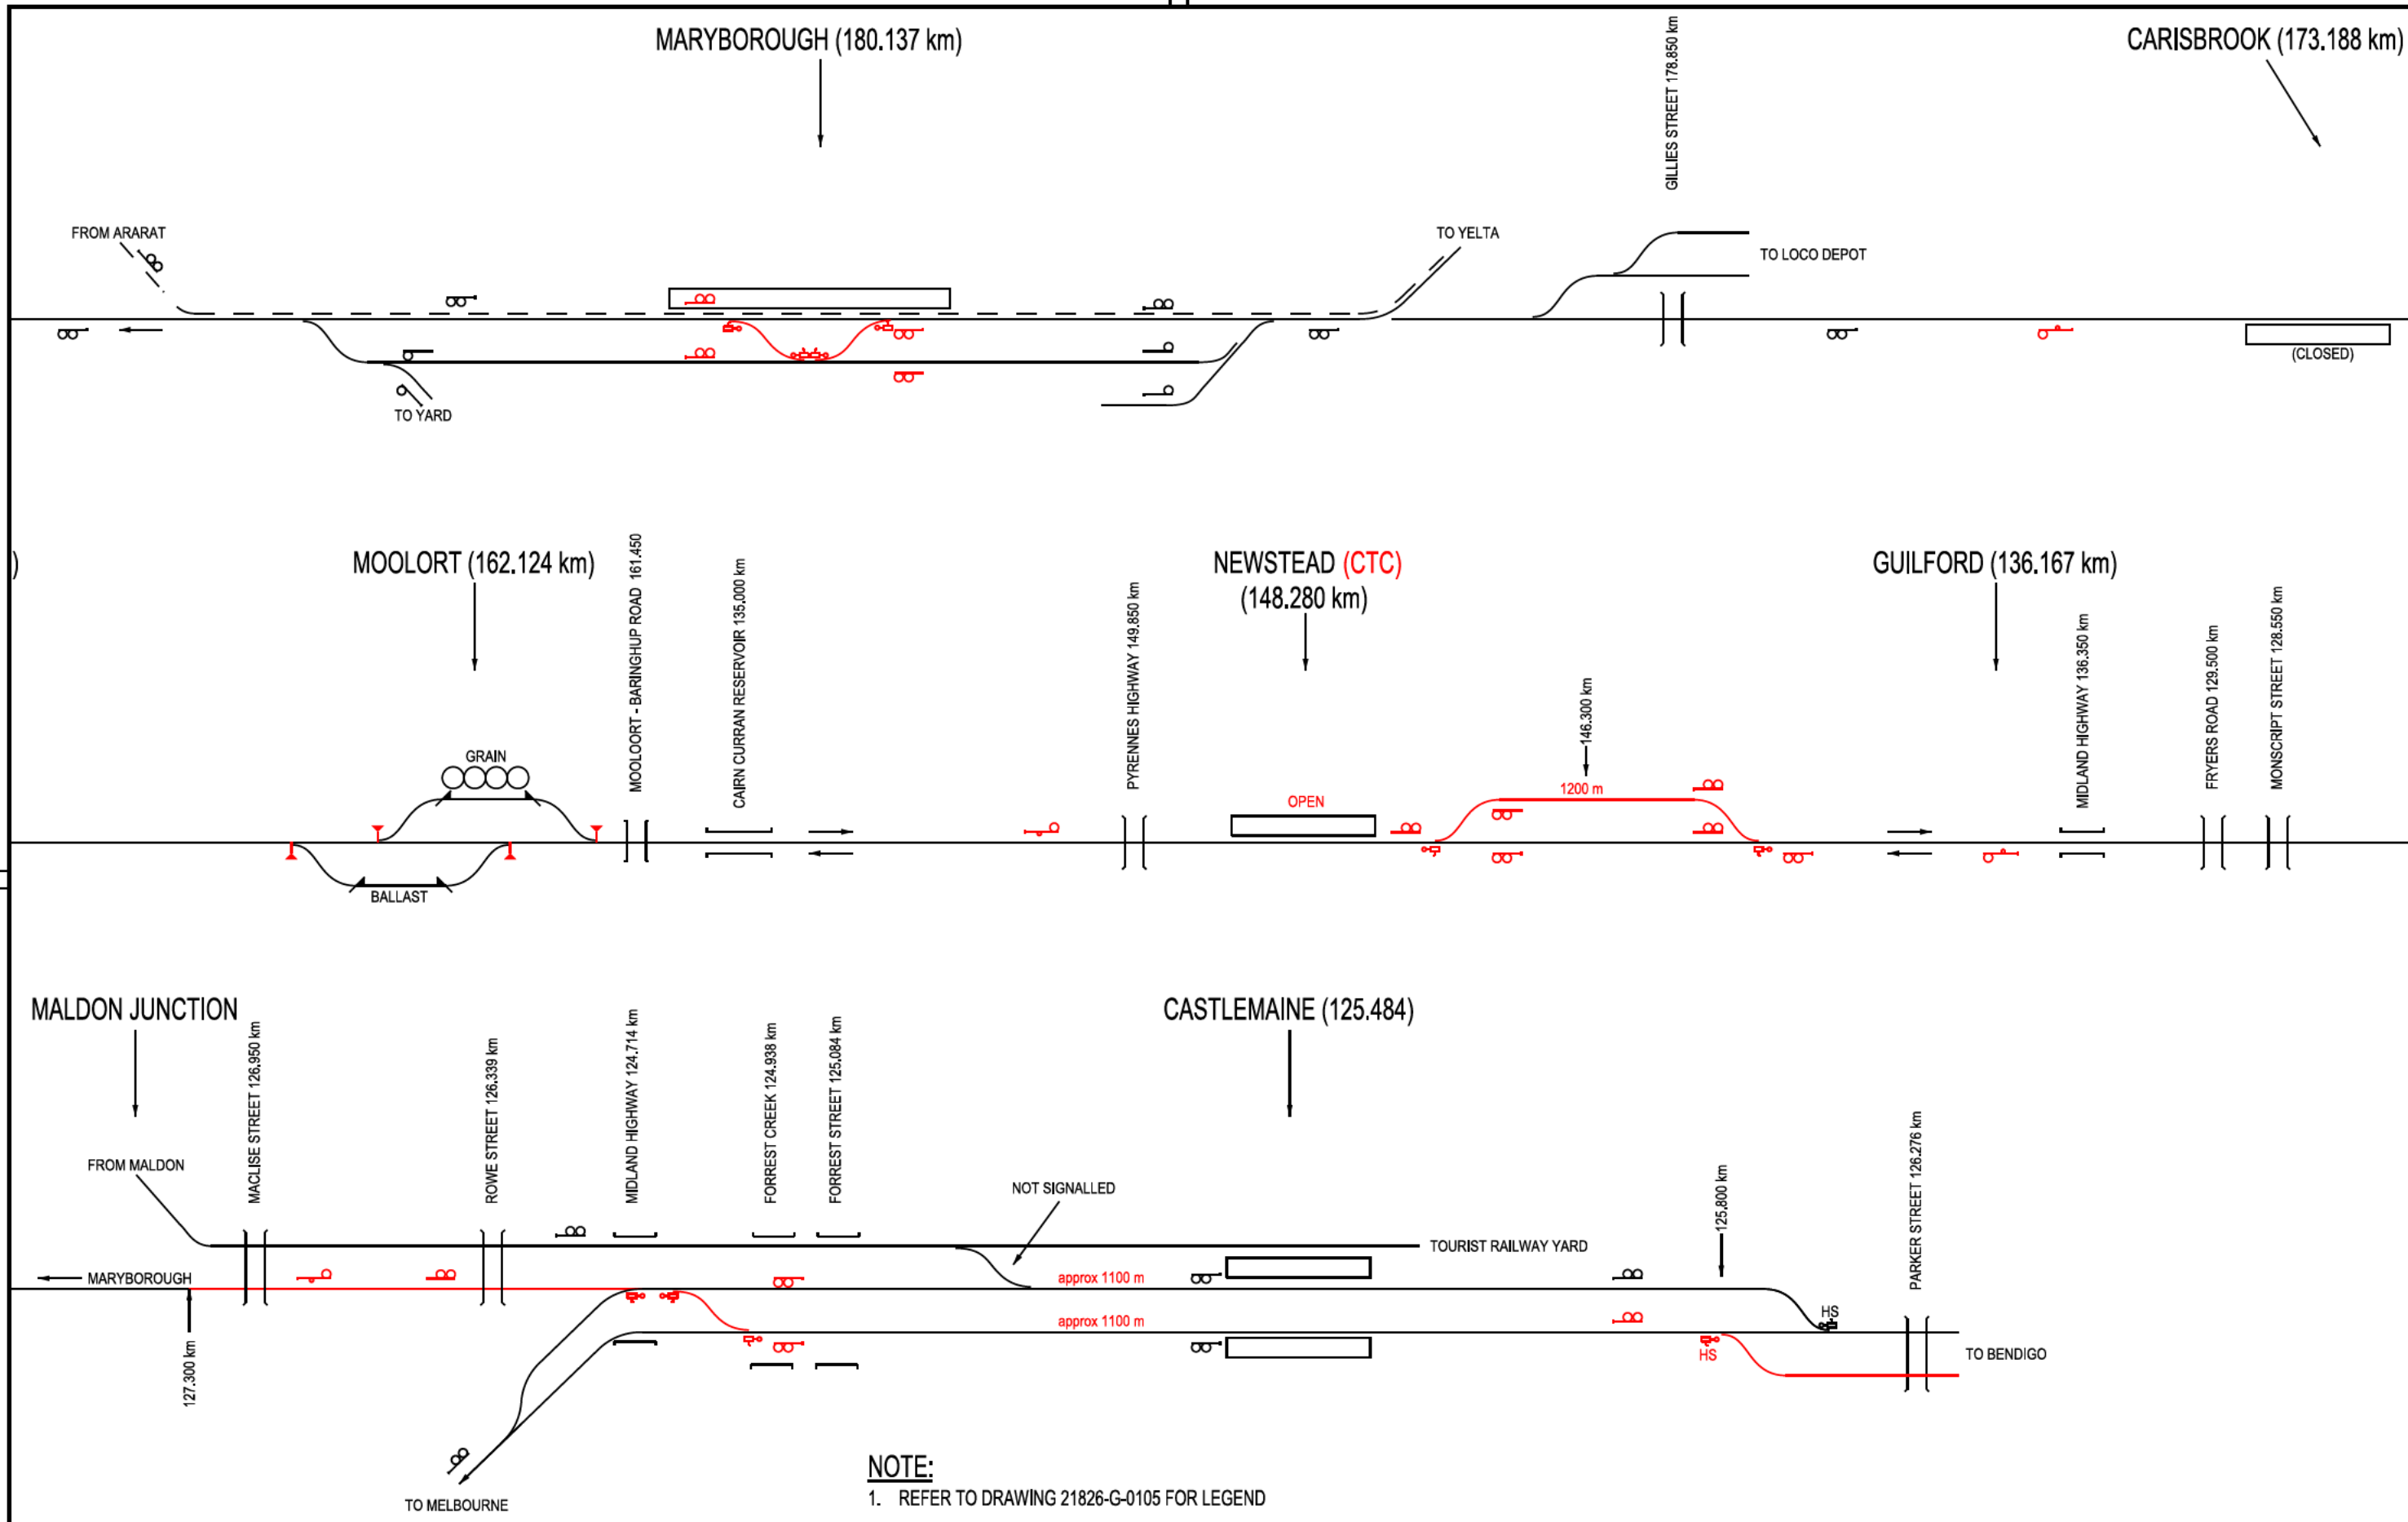 MARYBOROUGH (180.137 km)
GILLIES STREET 178.850 km
CARISBROOK (173.188 km)
FROM ARARAT
TO YELTA
TO LOCO DEPOT
(CLOSED)
TO YARD
)
MOOLORT (162.124 km)
MOOLOORT - BARINGHUP ROAD 161.450
CAIRN CURRAN RESERVOIR 135.000 km
PYRENNES HIGHWAY 149.850 km
NEWSTEAD (CTC)
(148.280 km)
146.300 km
GUILFORD (136.167 km)
MIDLAND HIGHWAY 136.350 km
FRYERS ROAD 129.500 km
MONSCRIPT STREET 128.550 km
GRAIN
OPEN
1200 m
BALLAST
MALDON JUNCTION
MACLISE STREET 126.950 km
ROWE STREET 126.339 km
MIDLAND HIGHWAY 124.714 km
FORREST CREEK 124.938 km
FORREST STREET 125.084 km
CASTLEMAINE (125.484)
125.800 km
PARKER STREET 126.276 km
FROM MALDON
NOT SIGNALLED
TOURIST RAILWAY YARD
MARYBOROUGH
approx 1100 m
HS
approx 1100 m
HS
TO BENDIGO
127.300 km
TO MELBOURNE
NOTE:
1. REFER TO DRAWING 21826-G-0105 FOR LEGEND